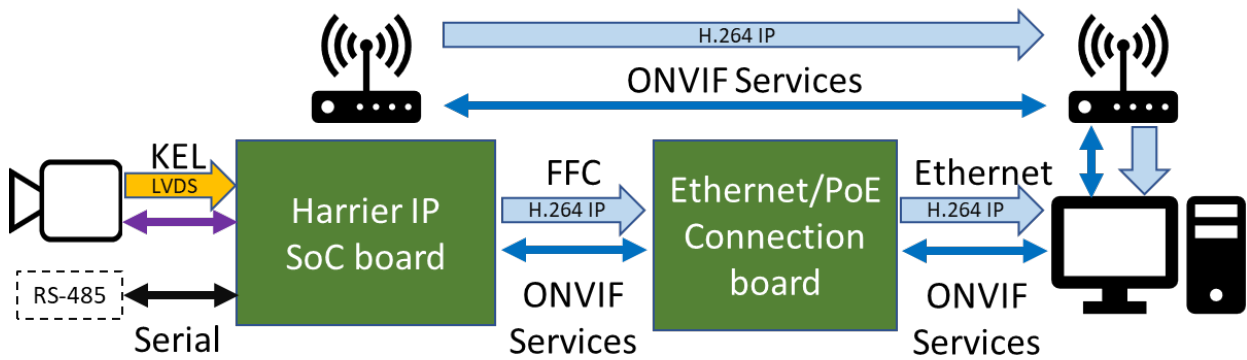 H.264 IP
ONVIF Services
KEL
LVDS
Harrier IP
SoC board
FFC
H.264 IP
ONVIF
Services
Ethernet/PoE
Connection
board
Ethernet
H.264 IP
ONVIF
Services
RS-485
Serial